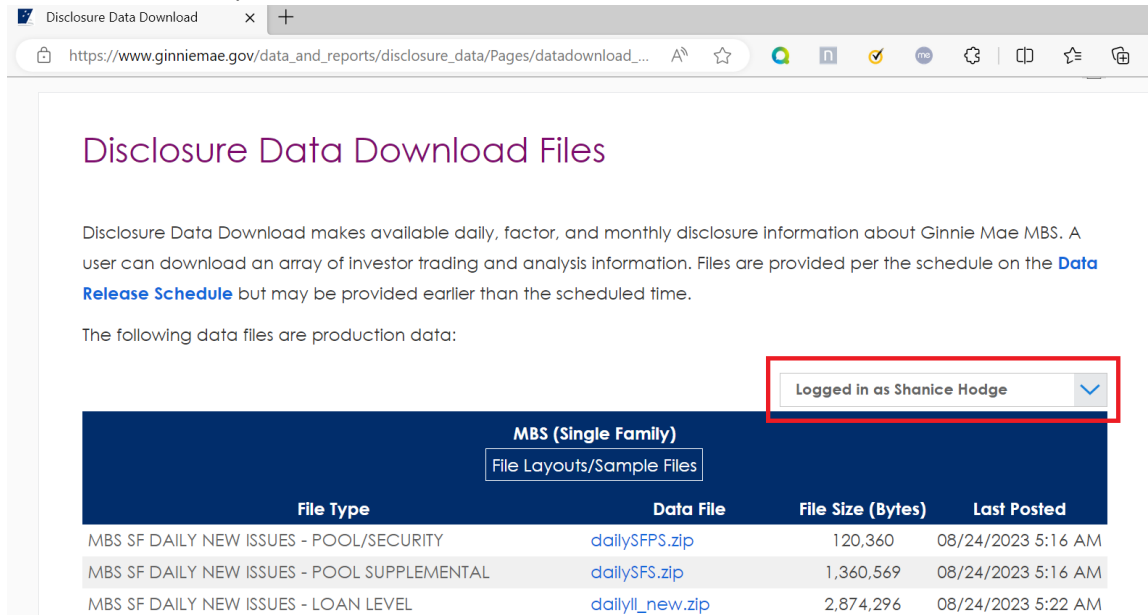 Disclosure Data Download
https://www.ginniemae.gov/data_and_reports/disclosure_data/Pages/datadownload_...
Disclosure Data Download Files
Disclosure Data Download makes available daily, factor, and monthly disclosure information about Ginnie Mae MBS. A
user can download an array of investor trading and analysis information. Files are provided per the schedule on the Data
Release Schedule but may be provided earlier than the scheduled time.
The following data files are production data:
Logged in as Shanice Hodge
MBS (Single Family)
File Layouts/Sample Files
File Type Data File File Size (Bytes) Last Posted
MBS SF DAILY NEW ISSUES - POOL/SECURITY dailySFPS.zip 120,360 08/24/2023 5:16 AM
MBS SF DAILY NEW ISSUES - POOL SUPPLEMENTAL dailySFS.zip 1,360,569 08/24/2023 5:16 AM
MBS SF DAILY NEW ISSUES - LOAN LEVEL dailyll_new.zip 2,874,296 08/24/2023 5:22 AM